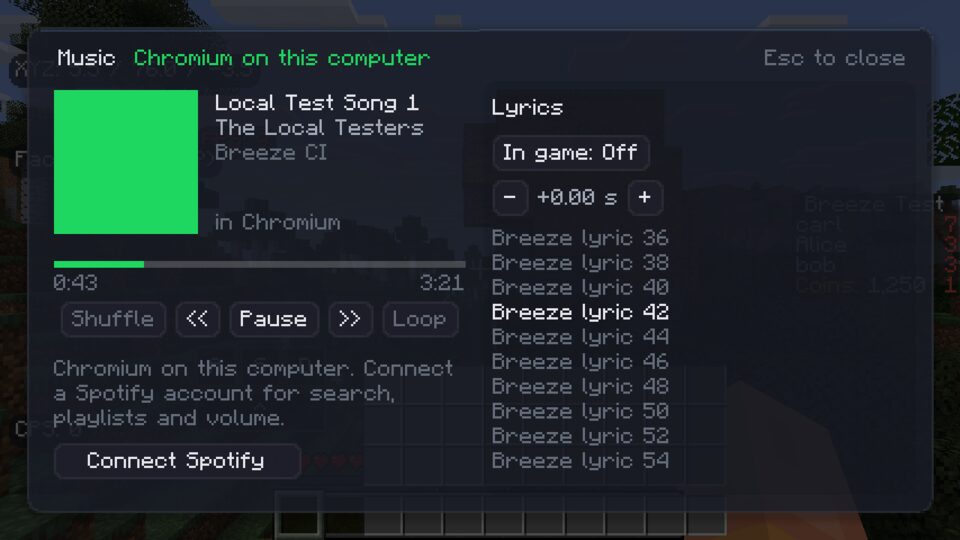 Music Chromium on this computer
Esc to close
Local Test Song 1
The Local Testers
Breeze CI
in Chromium
0:43
3:21
Shuffle << Pause >> Loop
Chromium on this computer. Connect
a Spotify account for search,
playlists and volume.
Connect Spotify
Lyrics
In game: Off
- +0.00 s +
Breeze lyric 36
Breeze lyric 38
Breeze lyric 40
Breeze lyric 42
Breeze lyric 44
Breeze lyric 46
Breeze lyric 48
Breeze lyric 50
Breeze lyric 52
Breeze lyric 54
Breeze Test
carl
Alice
bob
Coins: 1,250